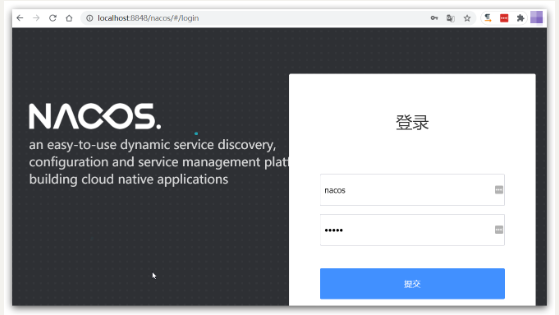 localhost:8848/nacos/#/login
NACOS.
an easy-to-use dynamic service discovery,
configuration and service management platf
building cloud native applications
登录
nacos
•••••
提交